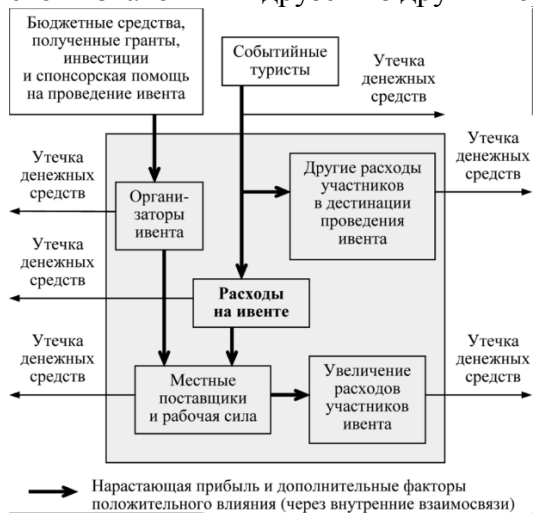 Бюджетные средства,
полученные гранты,
инвестиции
и спонсорская помощь
на проведение ивента
Событийные
туристы
Утечка
денежных
средств
Утечка
денежных
средств
Организа-
торы
ивента
Другие расходы
участников
в дестинации
проведения
ивента
Утечка
денежных
средств
Утечка
денежных
средств
Расходы
на ивенте
Утечка
денежных
средств
Местные
поставщики
и рабочая сила
Увеличение
расходов
участников
ивента
Утечка
денежных
средств
Нарастающая прибыль и дополнительные факторы
положительного влияния (через внутренние взаимосвязи)